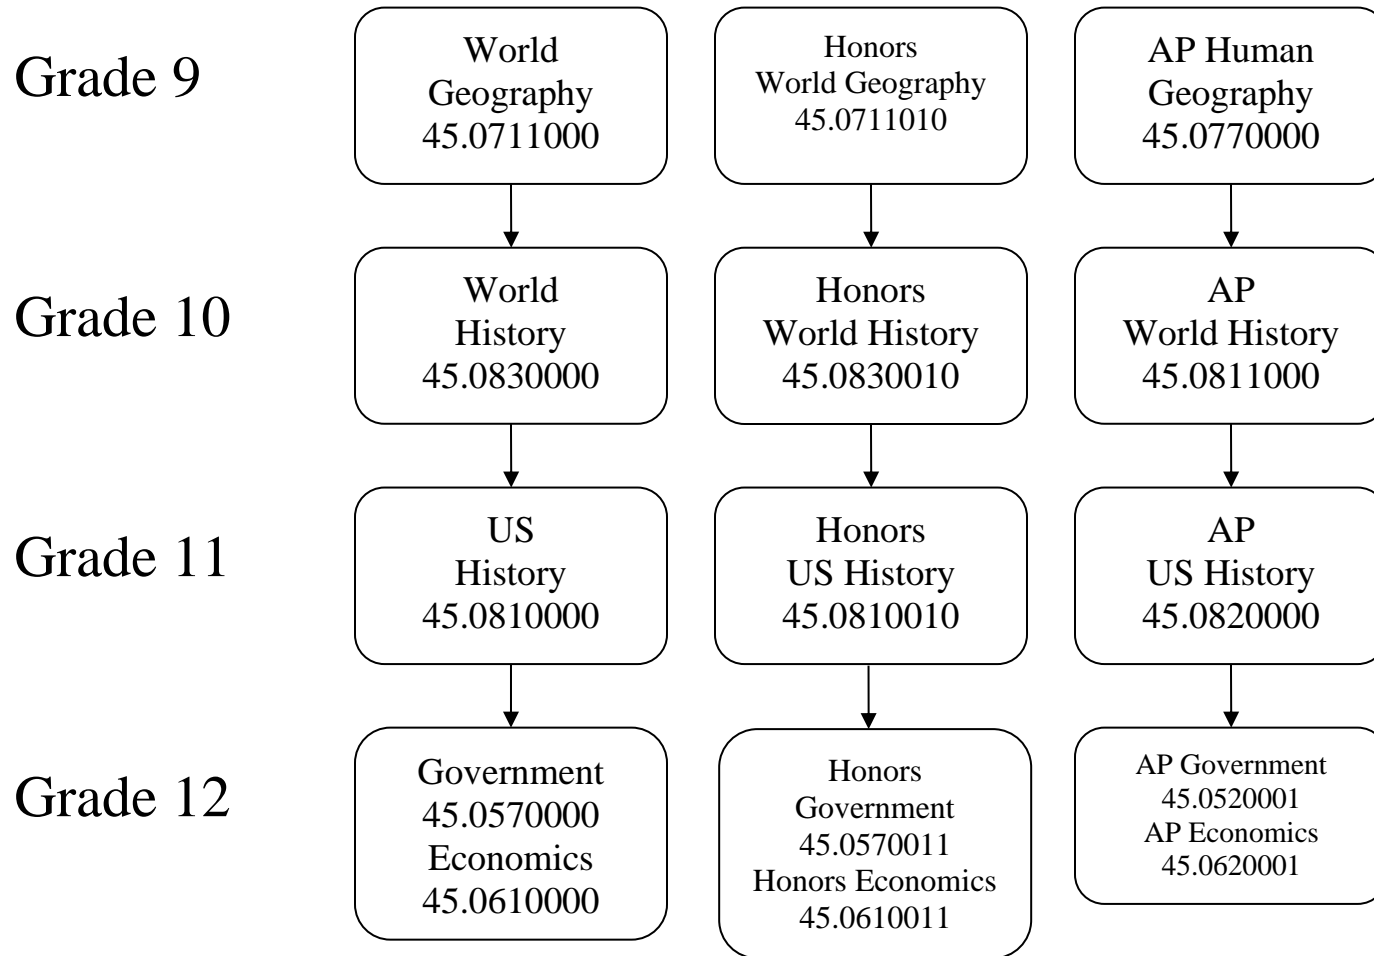 Grade 9
World
Geography
45.0711000
Honors
World Geography
45.0711010
AP Human
Geography
45.0770000
Grade 10
World
History
45.0830000
Honors
World History
45.0830010
AP
World History
45.0811000
Grade 11
US
History
45.0810000
Honors
US History
45.0810010
AP
US History
45.0820000
Grade 12
Government
45.0570000
Economics
45.0610000
Honors
Government
45.0570011
Honors Economics
45.0610011
AP Government
45.0520001
AP Economics
45.0620001